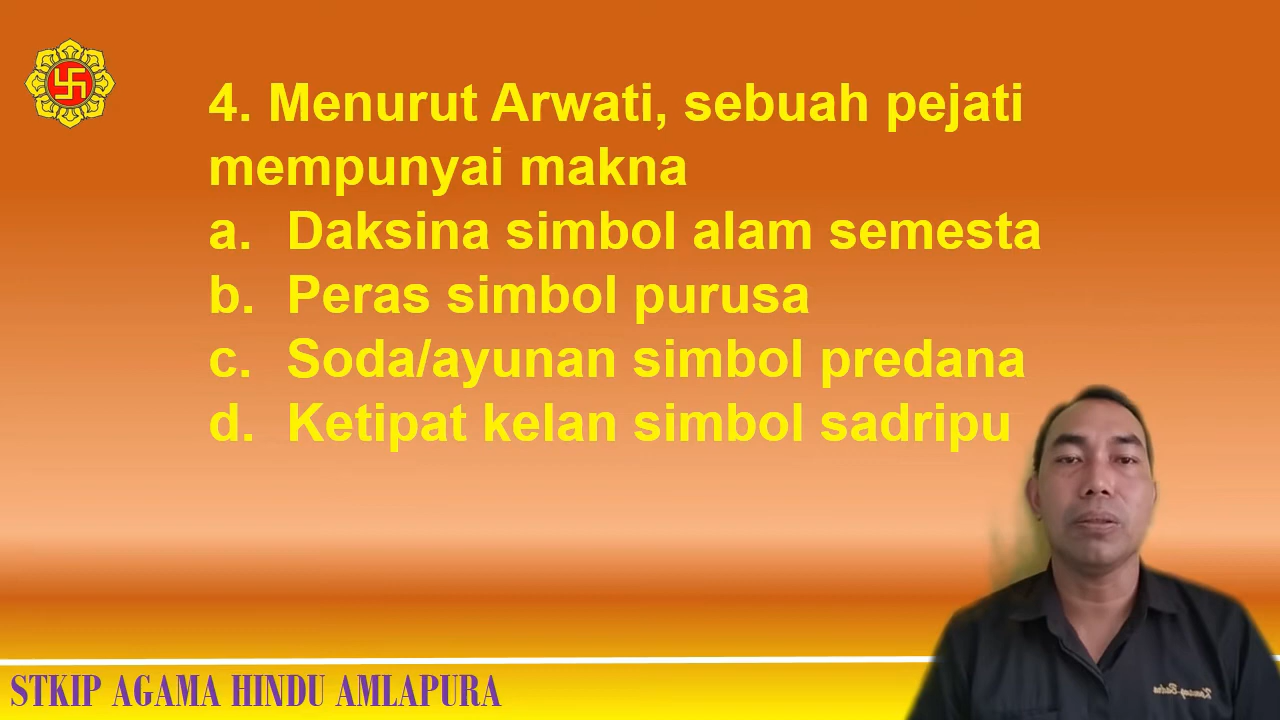 4. Menurut Arwati, sebuah pejati
mempunyai makna
a. Daksina simbol alam semesta
b. Peras simbol purusa
c. Soda/ayunan simbol predana
d. Ketipat kelan simbol sadripu
STKIP AGAMA HINDU AMLAPURA